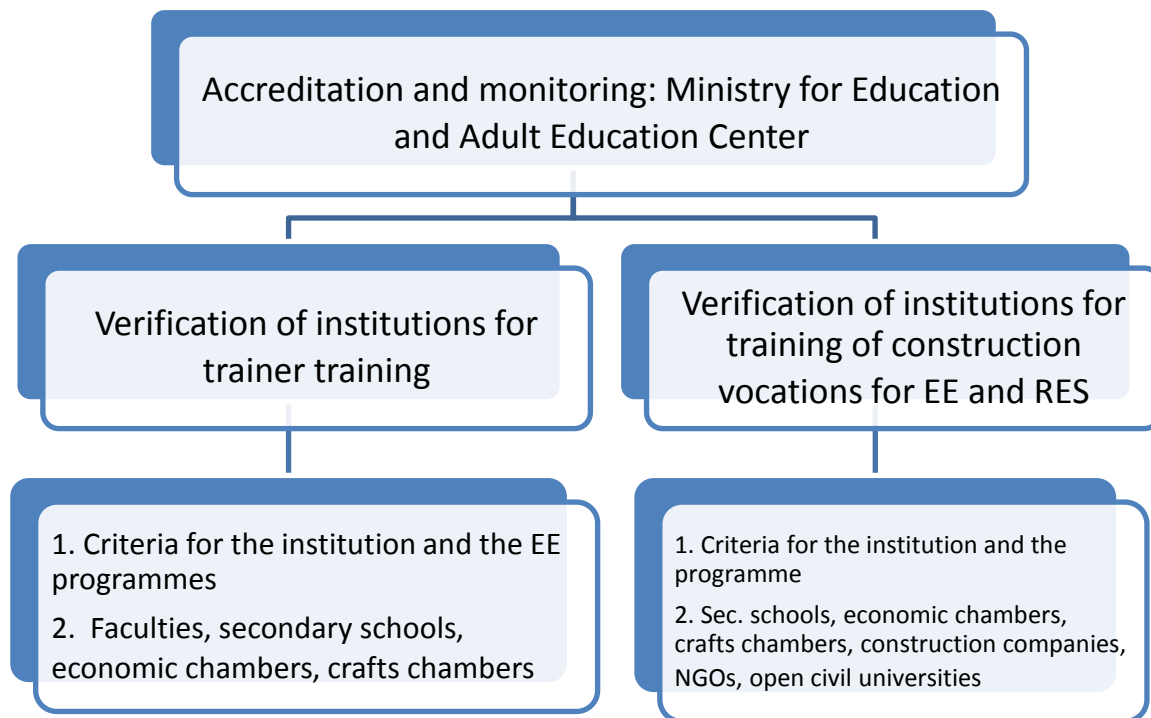 Accreditation and monitoring: Ministry for Education
and Adult Education Center
Verification of institutions for
trainer training
Verification of institutions for
training of construction
vocations for EE and RES
1. Criteria for the institution and the EE
programmes
2. Faculties, secondary schools,
economic chambers, crafts chambers
1. Criteria for the institution and the
programme
2. Sec. schools, economic chambers,
crafts chambers, construction companies,
NGOs, open civil universities